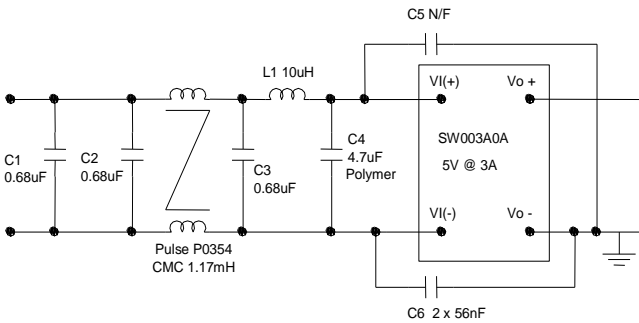 C5 N/F
L1 10uH
VI(+)
Vo +
C1
0.68uF
C2
0.68uF
C3
0.68uF
C4
4.7uF
Polymer
SW003A0A
5V @ 3A
VI(-)
Vo -
Pulse P0354
CMC 1.17mH
C6 2 x 56nF